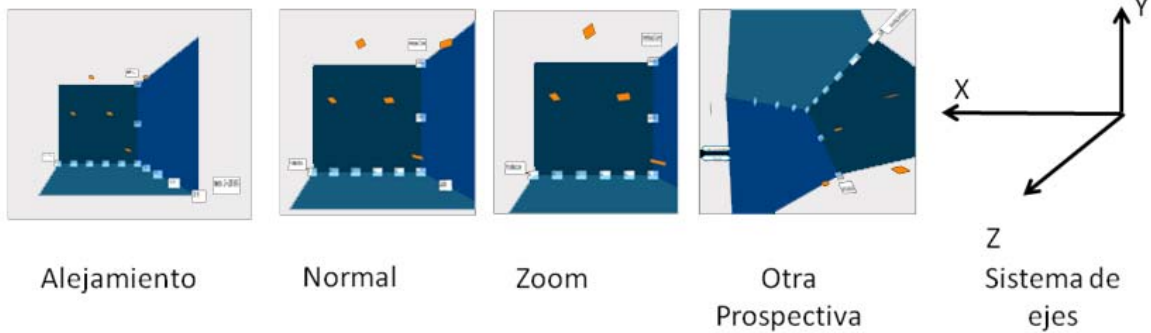 Y
X
Z
Alejamiento
Normal
Zoom
Otra
Prospectiva
Sistema de
ejes